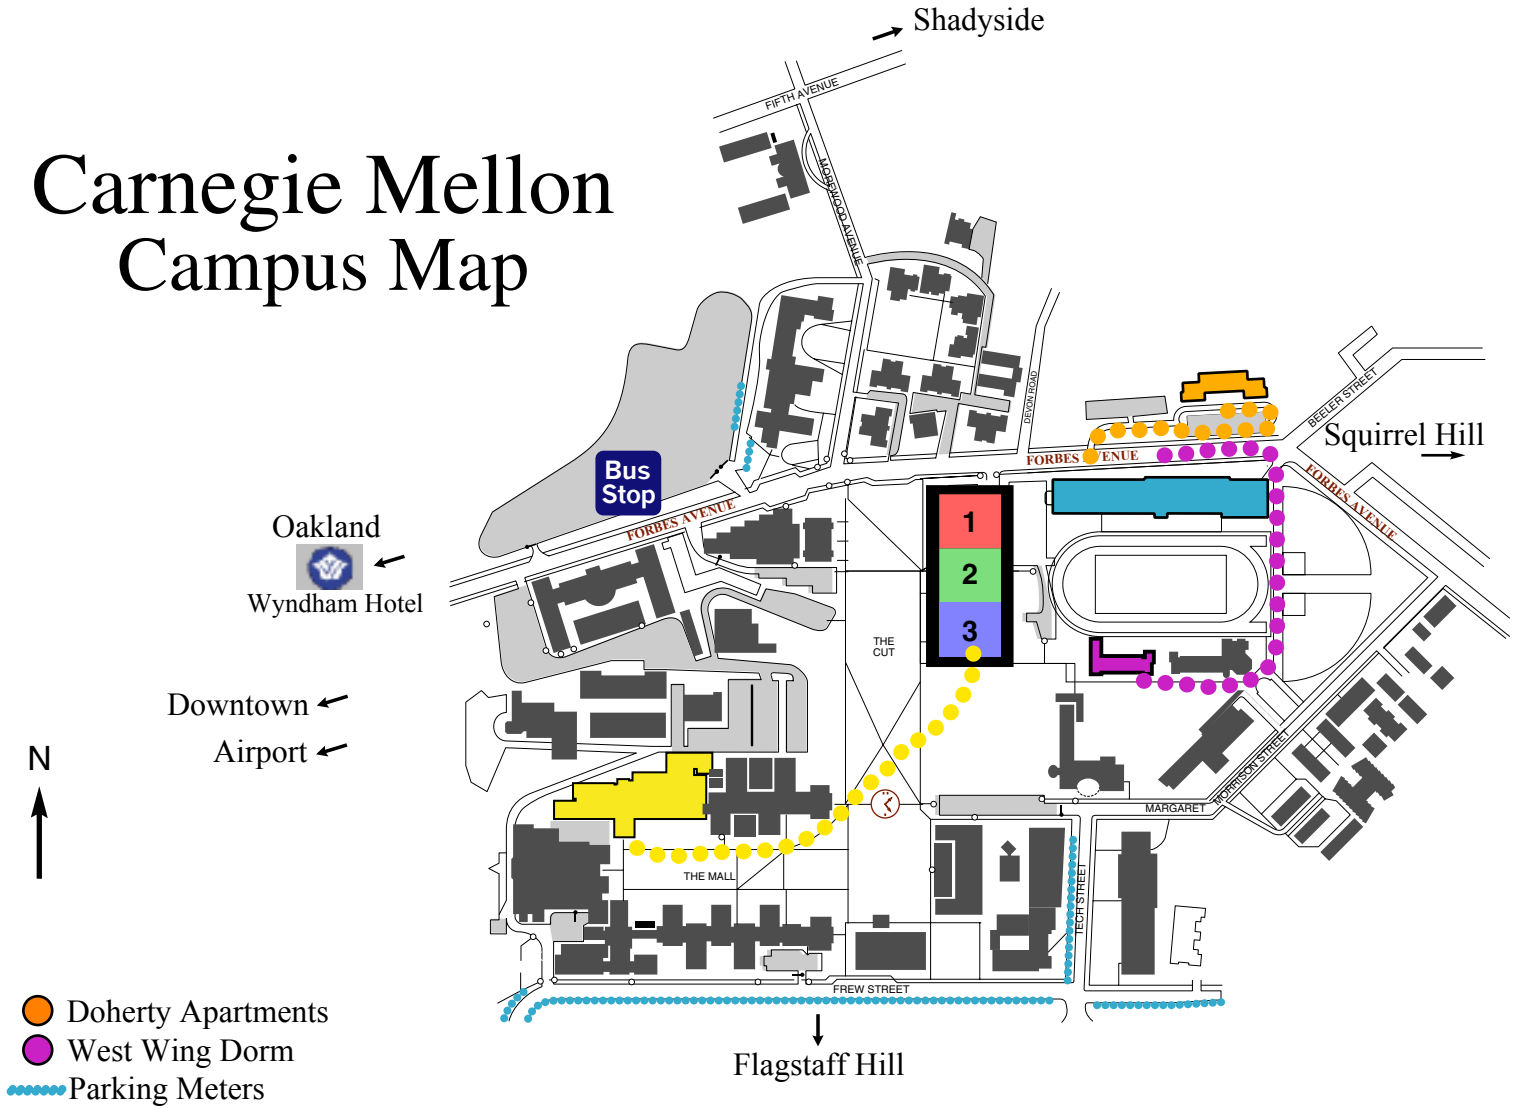 Shadyside
FIFTH AVENUE
Carnegie Mellon
Campus Map
MOREWOOD AVENUE
DEVON ROAD
BEELER STREET
Squirrel Hill
FORBES AVENUE
FORBES AVENUE
Bus
Stop
FORBES AVENUE
Oakland
Wyndham Hotel
1
2
3
THE
CUT
Downtown
Airport
N
MORRISON STREET
MARGARET
THE MALL
TECH STREET
FREW STREET
Doherty Apartments
West Wing Dorm
Parking Meters
Flagstaff Hill